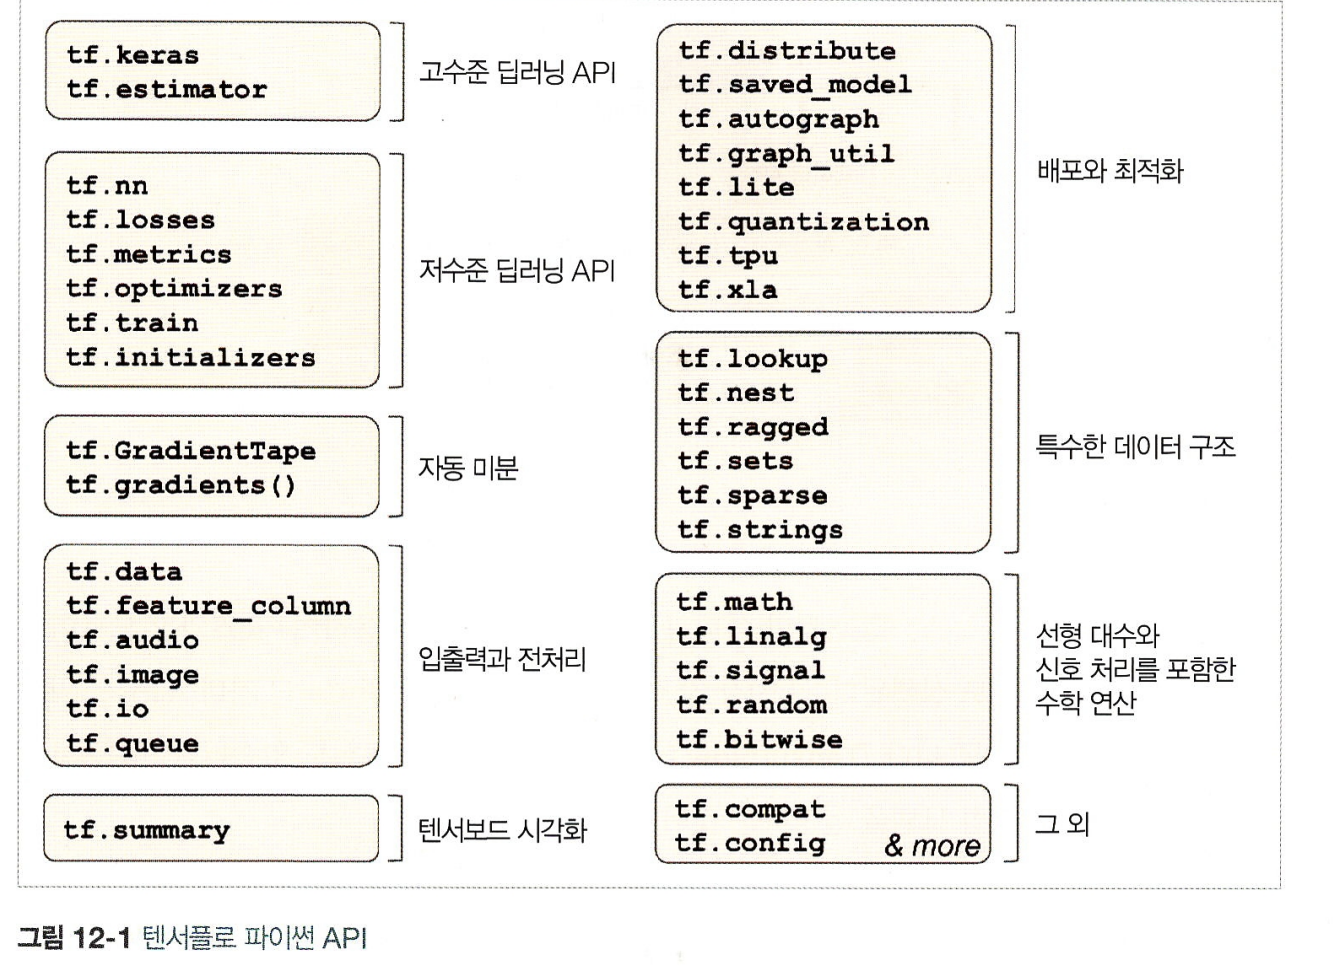 tf.keras
tf.estimator
고수준 딥러닝 API
tf.nn
tf.losses
tf.metrics
tf.optimizers
tf.train
tf.initializers
저수준 딥러닝 API
tf.GradientTape
tf.gradients()
자동 미분
tf.data
tf.feature_column
tf.audio
tf.image
tf.io
tf.queue
입출력과 전처리
tf.summary
텐서보드 시각화
tf.distribute
tf.saved_model
tf.autograph
tf.graph_util
tf.lite
tf.quantization
tf.tpu
tf.xla
배포와 최적화
tf.lookup
tf.nest
tf.ragged
tf.sets
tf.sparse
tf.strings
특수한 데이터 구조
tf.math
tf.linalg
tf.signal
tf.random
tf.bitwise
선형 대수와
신호 처리를 포함한
수학 연산
tf.compat
tf.config & more
그 외
그림 12-1 텐서플로 파이썬 API